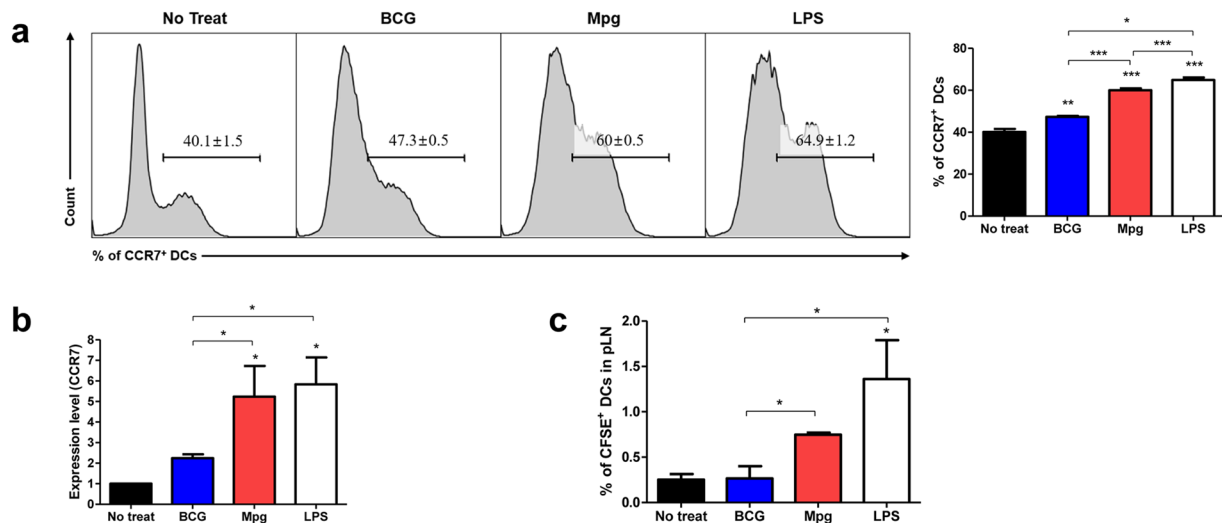 a
No Treat BCG Mpg LPS
Count
40.1±1.5 47.3±0.5 60±0.5 64.9±1.2
% of CCR7+ DCs
% of CCR7+ DCs
80
60
40
20
0
*
*** ***
** *** ***
No treat BCG Mpg LPS
b
Expression level (CCR7)
8
7
6
5
4
3
2
1
0
*
*
* *
No treat BCG Mpg LPS
c
% of CFSE+ DCs in pLN
2.0
1.5
1.0
0.5
0.0
*
*
*
No treat BCG Mpg LPS